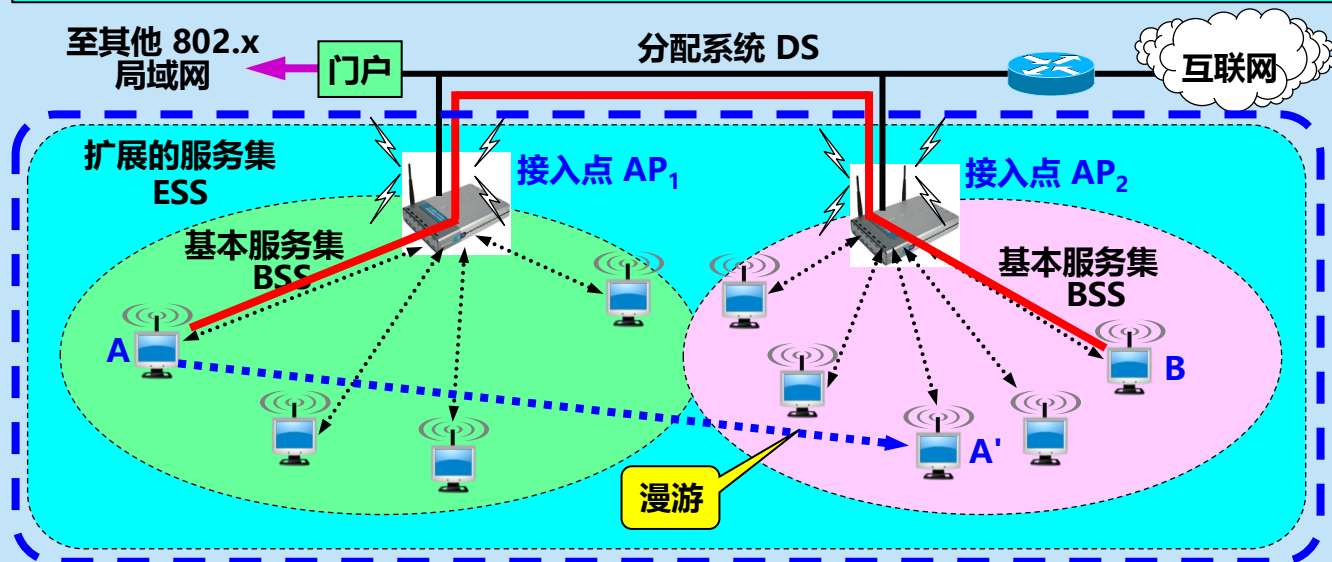 至其他 802.x
局域网
门户
分配系统 DS
互联网
扩展的服务集
ESS
接入点 AP₁
接入点 AP₂
基本服务集
BSS
基本服务集
BSS
A
B
A'
漫游